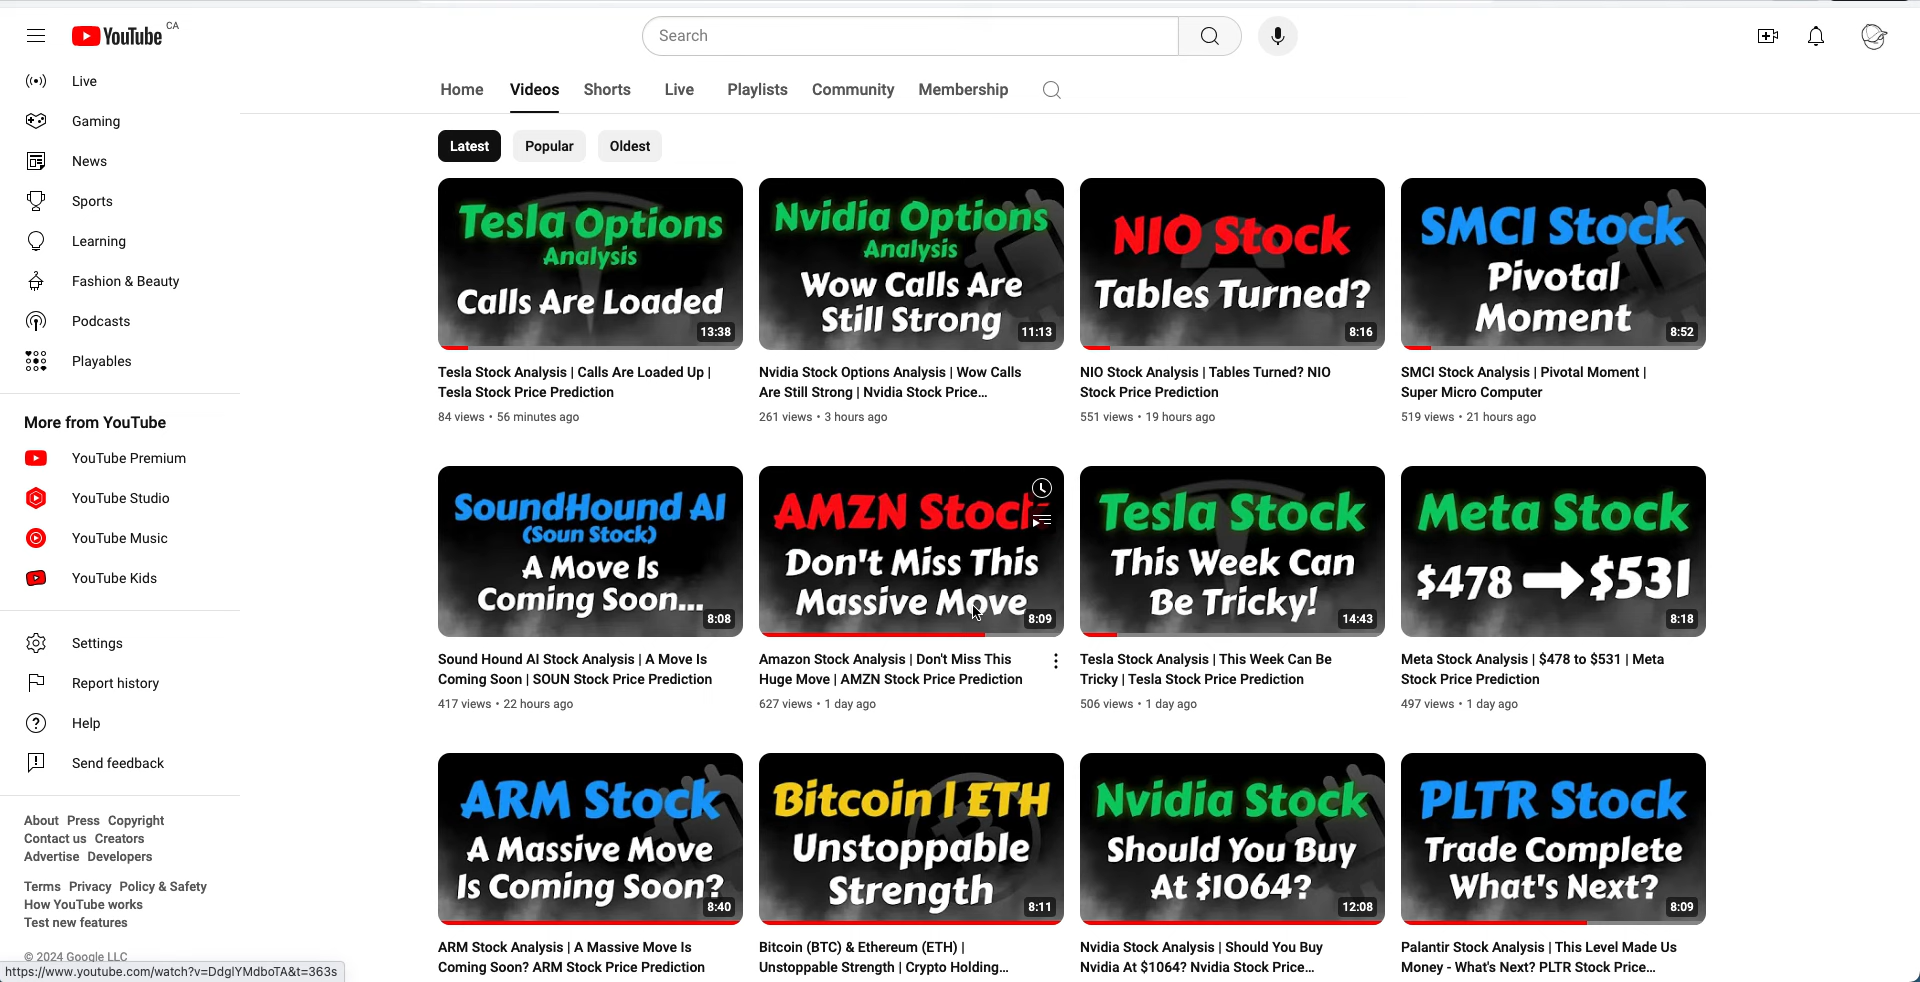 YouTube CA
Search
Live
Gaming
News
Sports
Learning
Fashion & Beauty
Podcasts
Playables
More from YouTube
YouTube Premium
YouTube Studio
YouTube Music
YouTube Kids
Settings
Report history
Help
Send feedback
About Press Copyright
Contact us Creators
Advertise Developers
Terms Privacy Policy & Safety
How YouTube works
Test new features
© 2024 Google LLC
https://www.youtube.com/watch?v=DdglYMdboTA&t=363s
Home Videos Shorts Live Playlists Community Membership
Latest Popular Oldest
Tesla Options
Analysis
Calls Are Loaded
13:38
Tesla Stock Analysis | Calls Are Loaded Up |
Tesla Stock Price Prediction
84 views • 56 minutes ago
Nvidia Options
Analysis
Wow Calls Are
Still Strong
11:13
Nvidia Stock Options Analysis | Wow Calls
Are Still Strong | Nvidia Stock Price...
261 views • 3 hours ago
NIO Stock
Tables Turned?
8:16
NIO Stock Analysis | Tables Turned? NIO
Stock Price Prediction
551 views • 19 hours ago
SMCI Stock
Pivotal
Moment
8:52
SMCI Stock Analysis | Pivotal Moment |
Super Micro Computer
519 views • 21 hours ago
SoundHound AI
(Soun Stock)
A Move Is
Coming Soon...
8:08
Sound Hound AI Stock Analysis | A Move Is
Coming Soon | SOUN Stock Price Prediction
417 views • 22 hours ago
AMZN Stock
Don't Miss This
Massive Move
8:09
Amazon Stock Analysis | Don't Miss This
Huge Move | AMZN Stock Price Prediction
627 views • 1 day ago
Tesla Stock
This Week Can
Be Tricky!
14:43
Tesla Stock Analysis | This Week Can Be
Tricky | Tesla Stock Price Prediction
506 views • 1 day ago
Meta Stock
$478 → $531
8:18
Meta Stock Analysis | $478 to $531 | Meta
Stock Price Prediction
497 views • 1 day ago
ARM Stock
A Massive Move
Is Coming Soon?
8:40
ARM Stock Analysis | A Massive Move Is
Coming Soon? ARM Stock Price Prediction
Bitcoin | ETH
Unstoppable
Strength
8:11
Bitcoin (BTC) & Ethereum (ETH) |
Unstoppable Strength | Crypto Holding...
Nvidia Stock
Should You Buy
At $1064?
12:08
Nvidia Stock Analysis | Should You Buy
Nvidia At $1064? Nvidia Stock Price...
PLTR Stock
Trade Complete
What's Next?
8:09
Palantir Stock Analysis | This Level Made Us
Money - What's Next? PLTR Stock Price...